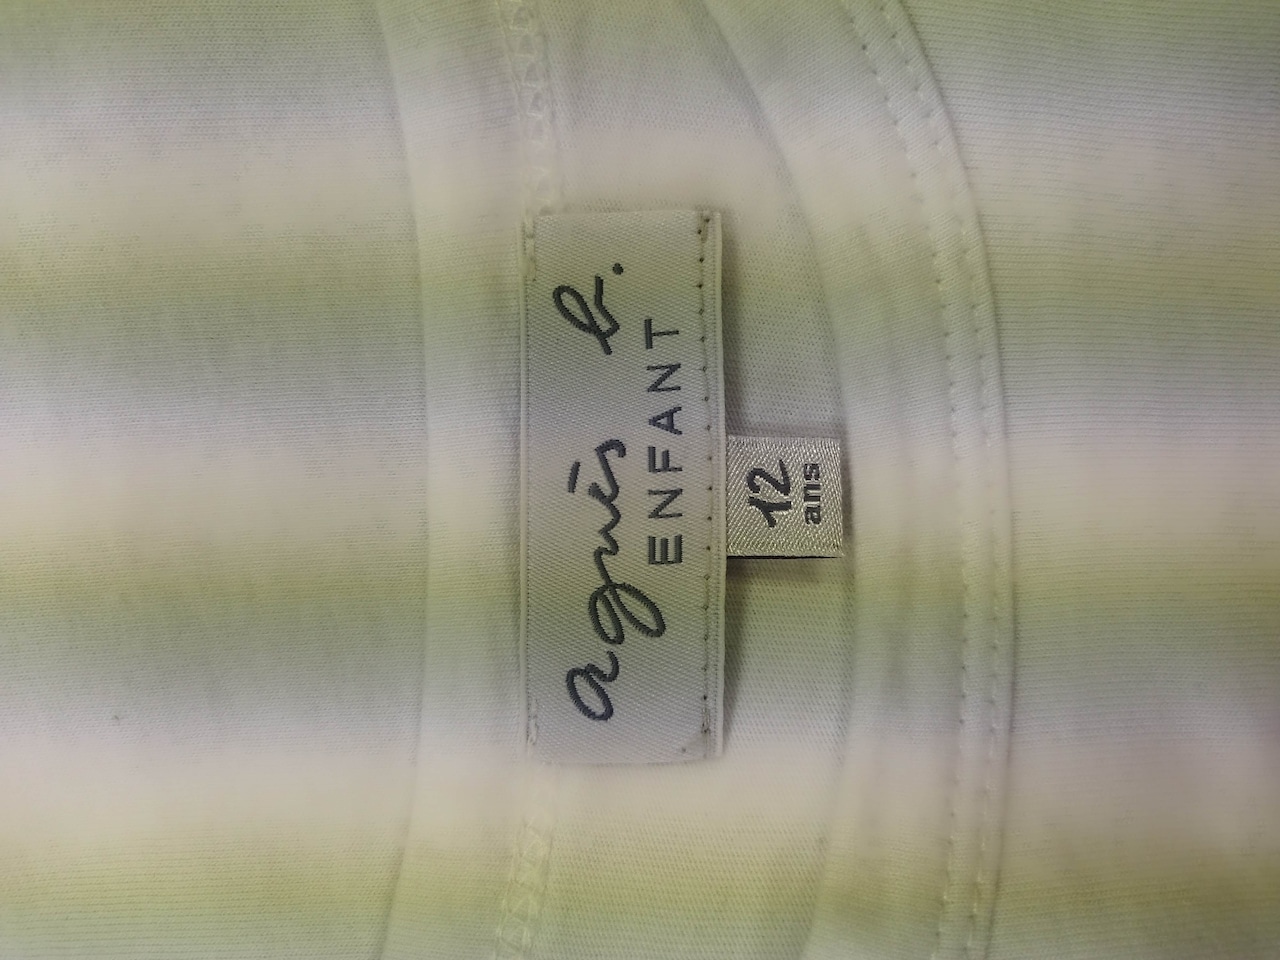 agnès b.
ENFANT
12
ans